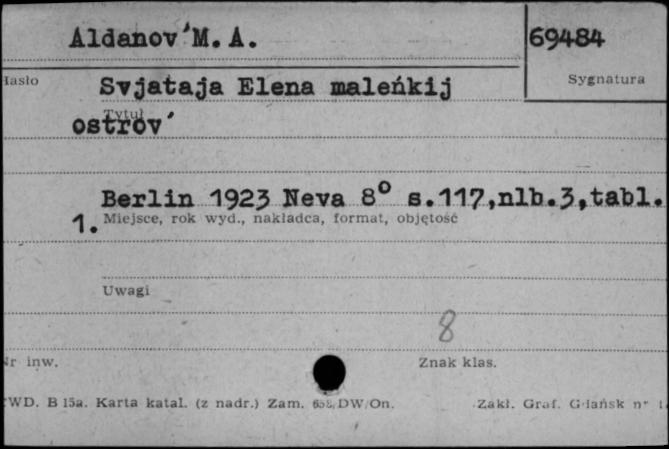 Aldanov M. A.
69484
Hasło
Sygnatura
Svjataja Elena maleńkij
Tytuł
ostrov′
Berlin 1923 Neva 8° s.117,nlb.3,tabl.
1. Miejsce, rok wyd., nakładca, format, objętość
Uwagi
8
Nr inw.
Znak klas.
WD. B 15a. Karta katal. (z nadr.) Zam. DW/On.
Zakł. Graf. Gdańsk n